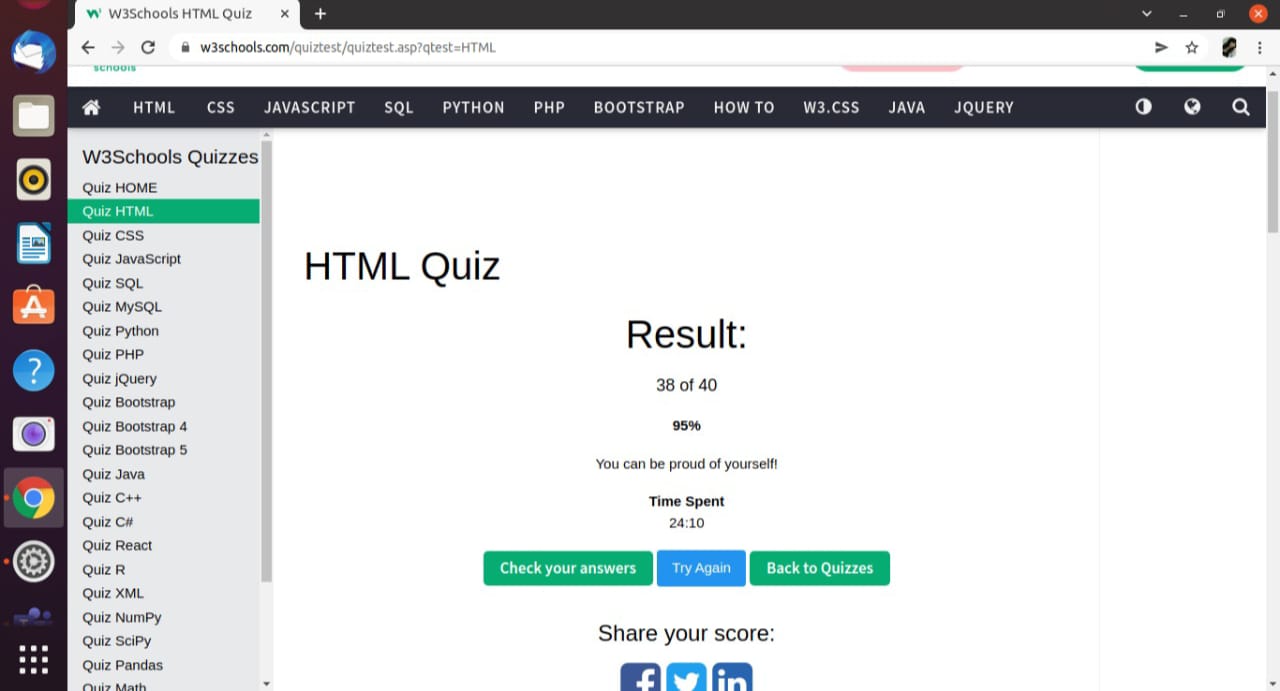 W3Schools HTML Quiz
w3schools.com/quiztest/quiztest.asp?qtest=HTML
schools
HTML CSS JAVASCRIPT SQL PYTHON PHP BOOTSTRAP HOW TO W3.CSS JAVA JQUERY
W3Schools Quizzes
Quiz HOME
Quiz HTML
Quiz CSS
Quiz JavaScript
Quiz SQL
Quiz MySQL
Quiz Python
Quiz PHP
Quiz jQuery
Quiz Bootstrap
Quiz Bootstrap 4
Quiz Bootstrap 5
Quiz Java
Quiz C++
Quiz C#
Quiz React
Quiz R
Quiz XML
Quiz NumPy
Quiz SciPy
Quiz Pandas
Quiz Math
HTML Quiz
Result:
38 of 40
95%
You can be proud of yourself!
Time Spent
24:10
Check your answers Try Again Back to Quizzes
Share your score: